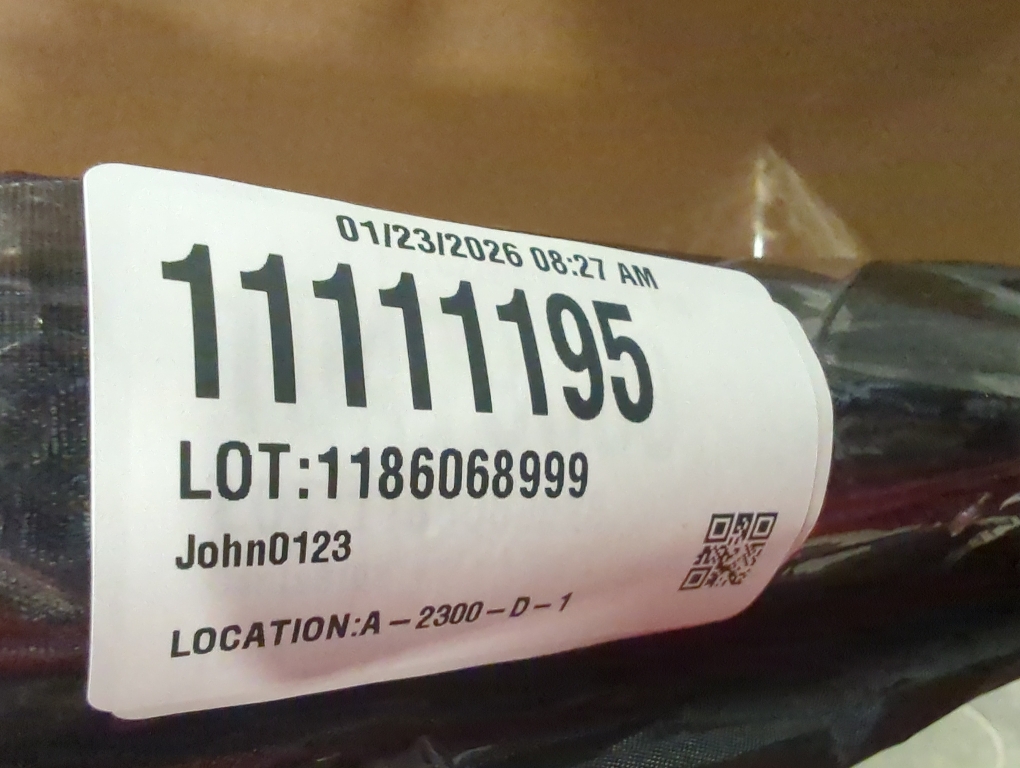 01/23/2026 08:27 AM
11111195
LOT:1186068999
John0123
LOCATION:A-2300-D-1